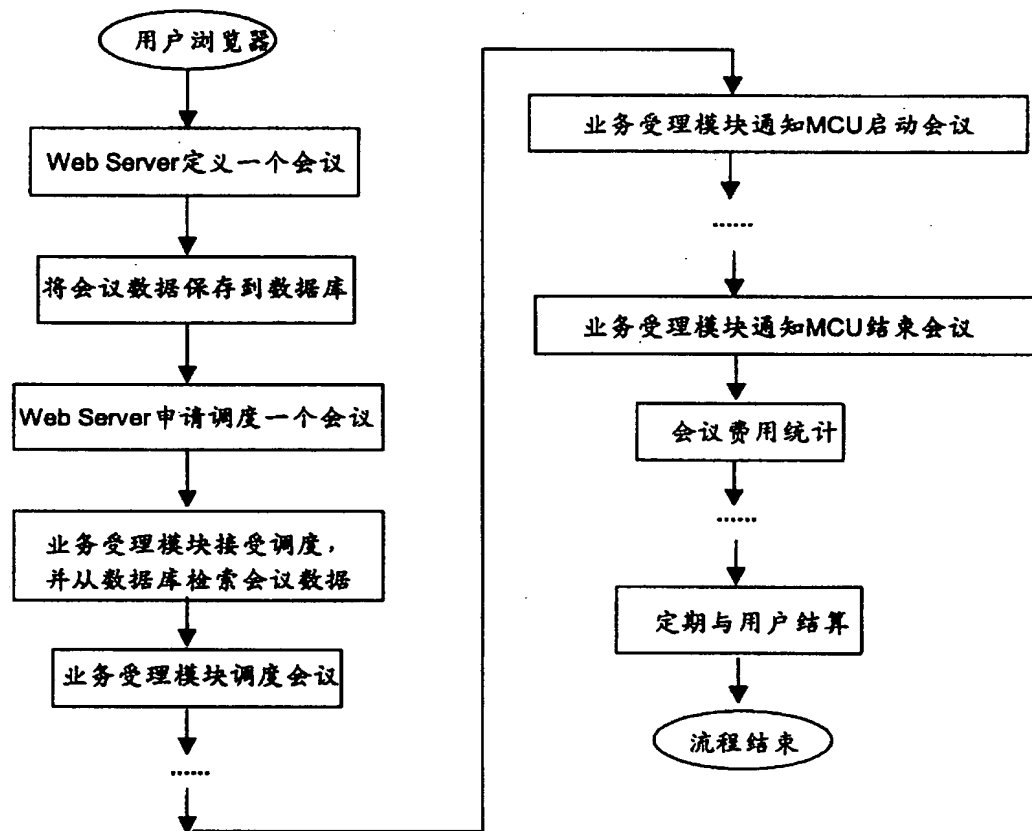 用户浏览器
Web Server定义一个会议
将会议数据保存到数据库
Web Server申请调度一个会议
业务受理模块接受调度，
并从数据库检索会议数据
业务受理模块调度会议
……
业务受理模块通知MCU启动会议
……
业务受理模块通知MCU结束会议
会议费用统计
……
定期与用户结算
流程结束